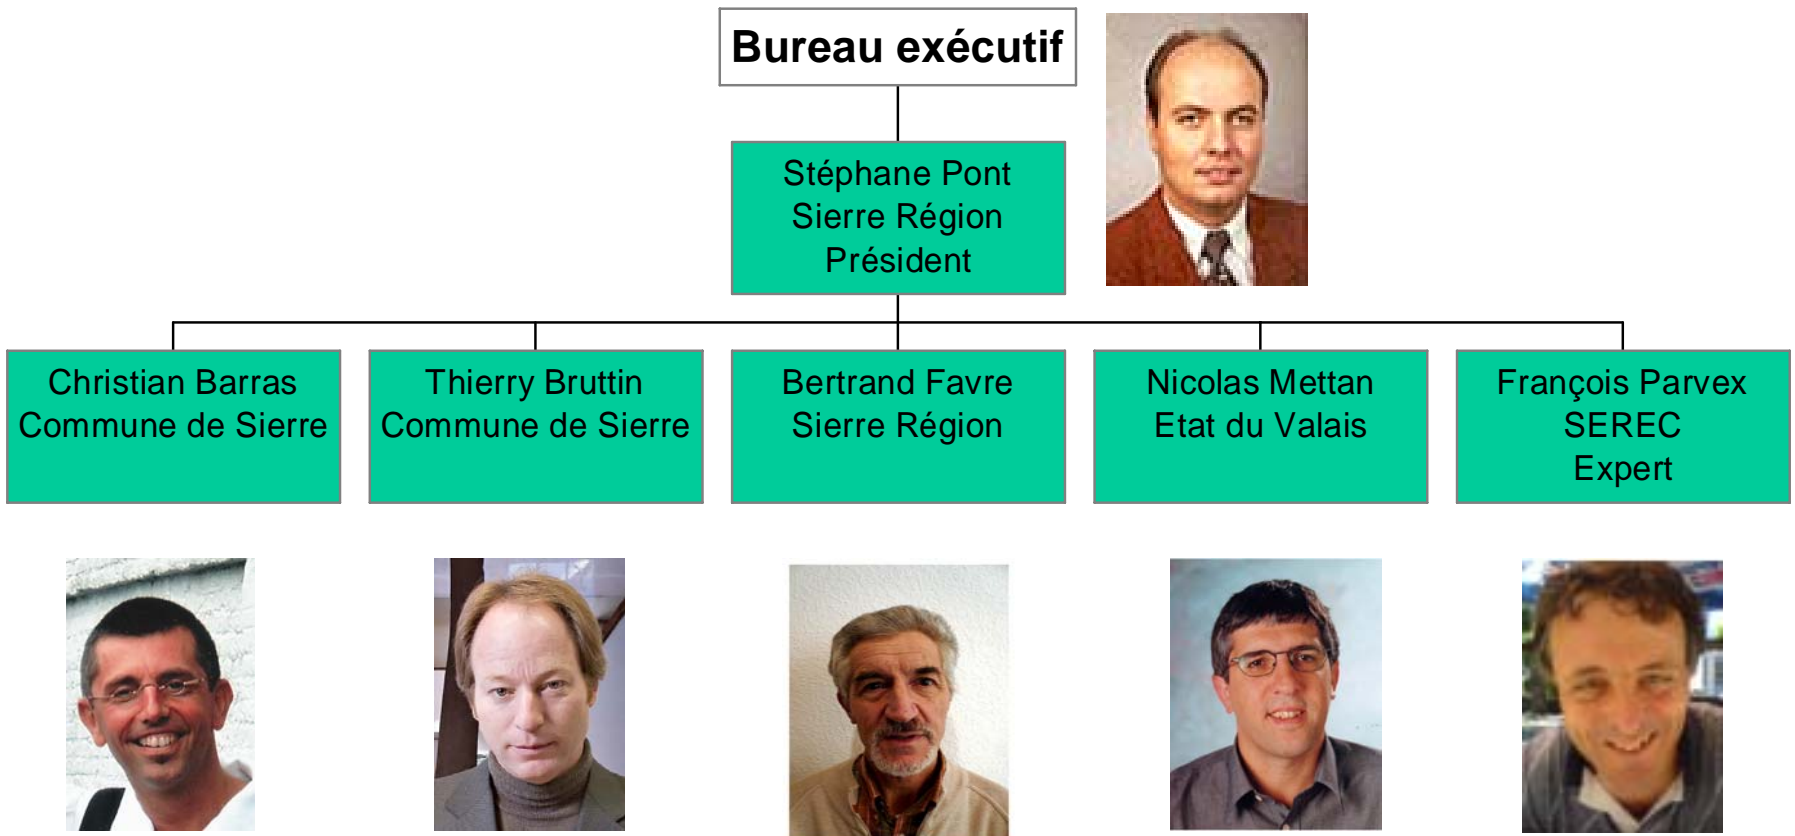 Bureau exécutif
Stéphane Pont
Sierre Région
Président
Christian Barras
Commune de Sierre
Thierry Bruttin
Commune de Sierre
Bertrand Favre
Sierre Région
Nicolas Mettan
Etat du Valais
François Parvex
SEREC
Expert